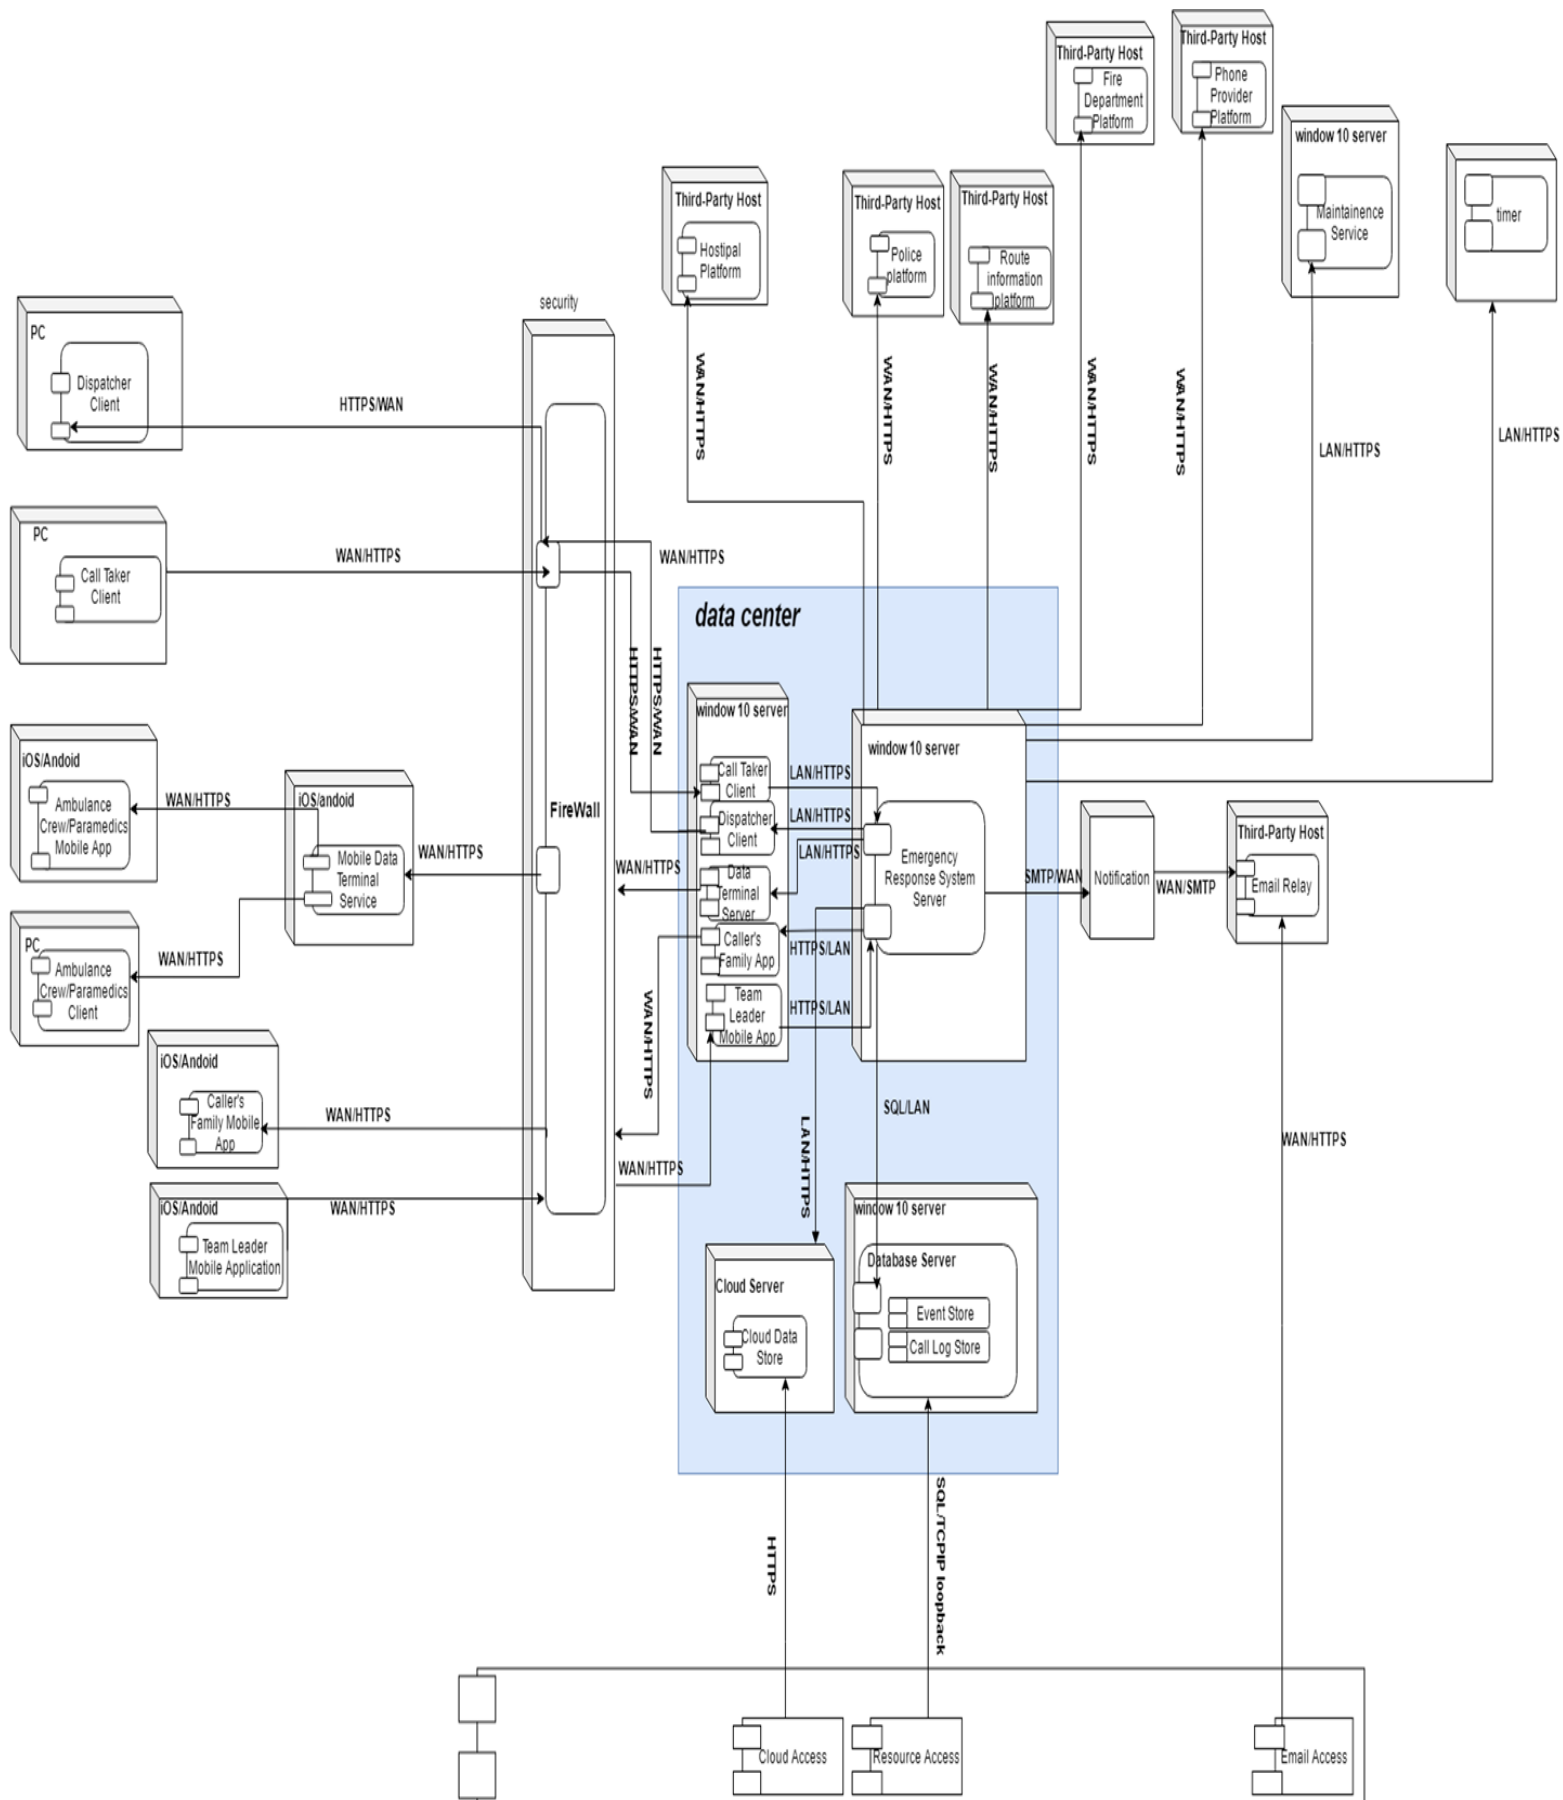 Third-Party Host
Fire
Department
Platform
Third-Party Host
Phone
Provider
Platform
window 10 server
Maintainence
Service
timer
Third-Party Host
Hostipal
Platform
Third-Party Host
Police
platform
Third-Party Host
Route
information
platform
security
PC
Dispatcher
Client
HTTPS/WAN
WAN/HTTPS
WAN/HTTPS
WAN/HTTPS
WAN/HTTPS
WAN/HTTPS
LAN/HTTPS
LAN/HTTPS
PC
Call Taker
Client
WAN/HTTPS
WAN/HTTPS
data center
HTTPS/WAN
HTTPS/WAN
window 10 server
Call Taker
Client
Dispatcher
Client
Data
Terminal
Server
Caller's
Family App
Team
Leader
Mobile App
LAN/HTTPS
LAN/HTTPS
LAN/HTTPS
HTTPS/LAN
HTTPS/LAN
window 10 server
Emergency
Response System
Server
SMTP/WAN
Notification
WAN/SMTP
Third-Party Host
Email Relay
iOS/Andoid
Ambulance
Crew/Paramedics
Mobile App
WAN/HTTPS
iOS/andoid
Mobile Data
Terminal
Service
WAN/HTTPS
FireWall
WAN/HTTPS
PC
Ambulance
Crew/Paramedics
Client
WAN/HTTPS
WAN/HTTPS
iOS/Andoid
Caller's
Family Mobile
App
WAN/HTTPS
WAN/HTTPS
LAN/HTTPS
SQL/LAN
WAN/HTTPS
iOS/Andoid
Team Leader
Mobile Application
WAN/HTTPS
Cloud Server
Cloud Data
Store
window 10 server
Database Server
Event Store
Call Log Store
HTTPS
SQL/TCPIP loopback
Cloud Access
Resource Access
Email Access